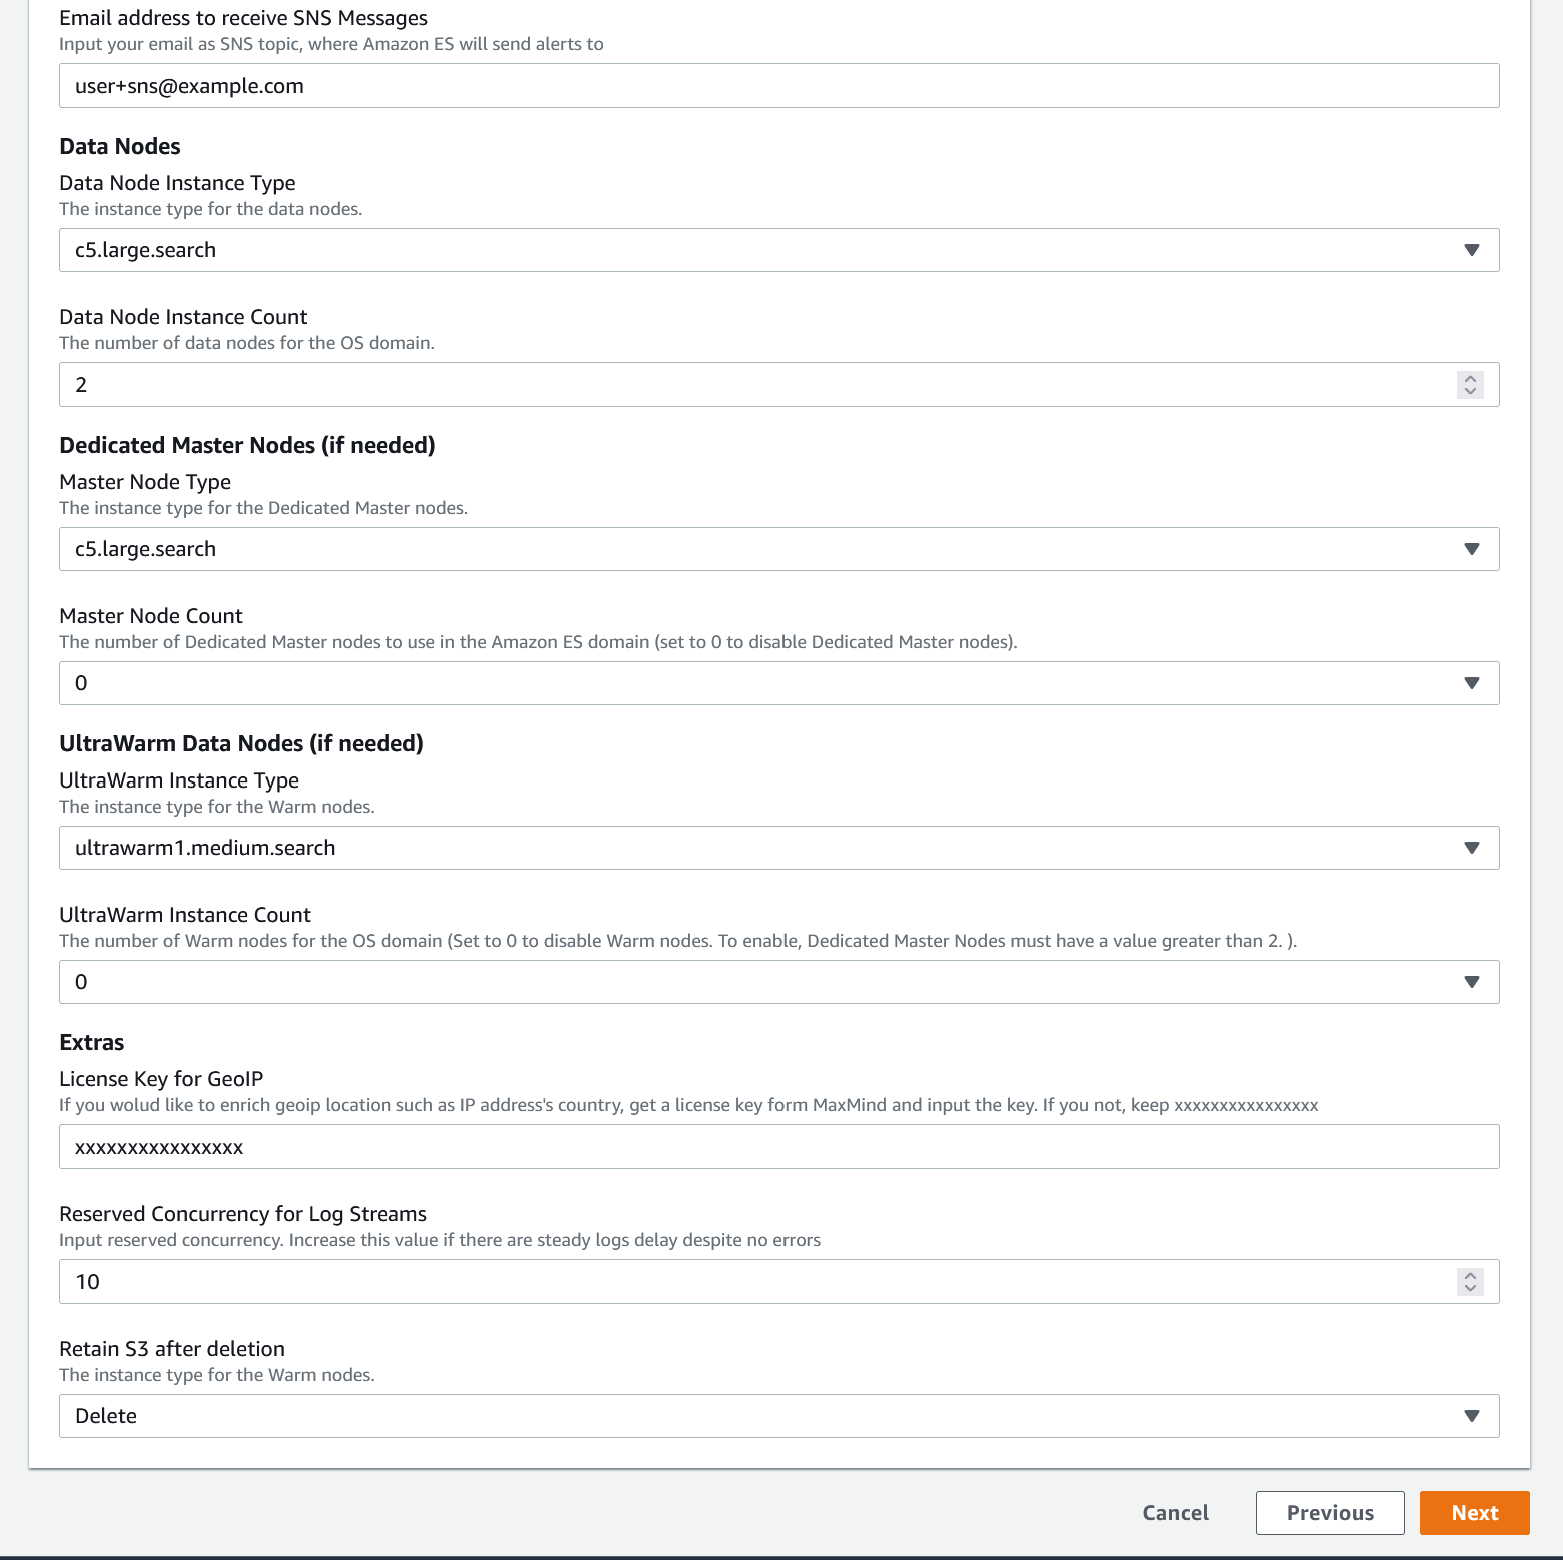 Email address to receive SNS Messages
Input your email as SNS topic, where Amazon ES will send alerts to
user+sns@example.com
Data Nodes
Data Node Instance Type
The instance type for the data nodes.
c5.large.search
Data Node Instance Count
The number of data nodes for the OS domain.
2
Dedicated Master Nodes (if needed)
Master Node Type
The instance type for the Dedicated Master nodes.
c5.large.search
Master Node Count
The number of Dedicated Master nodes to use in the Amazon ES domain (set to 0 to disable Dedicated Master nodes).
0
UltraWarm Data Nodes (if needed)
UltraWarm Instance Type
The instance type for the Warm nodes.
ultrawarm1.medium.search
UltraWarm Instance Count
The number of Warm nodes for the OS domain (Set to 0 to disable Warm nodes. To enable, Dedicated Master Nodes must have a value greater than 2. ).
0
Extras
License Key for GeoIP
If you wolud like to enrich geoip location such as IP address's country, get a license key form MaxMind and input the key. If you not, keep xxxxxxxxxxxxxxxx
xxxxxxxxxxxxxxxx
Reserved Concurrency for Log Streams
Input reserved concurrency. Increase this value if there are steady logs delay despite no errors
10
Retain S3 after deletion
The instance type for the Warm nodes.
Delete
Cancel Previous Next